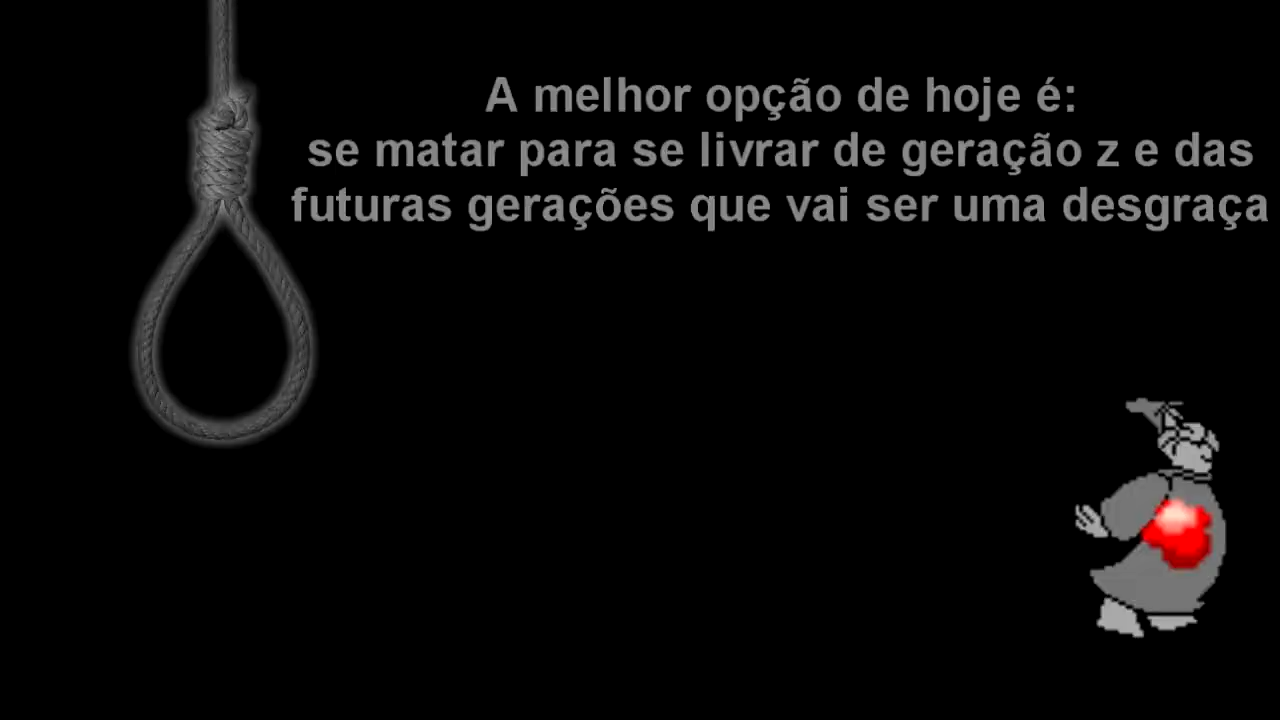 A melhor opção de hoje é:
se matar para se livrar de geração z e das
futuras gerações que vai ser uma desgraça